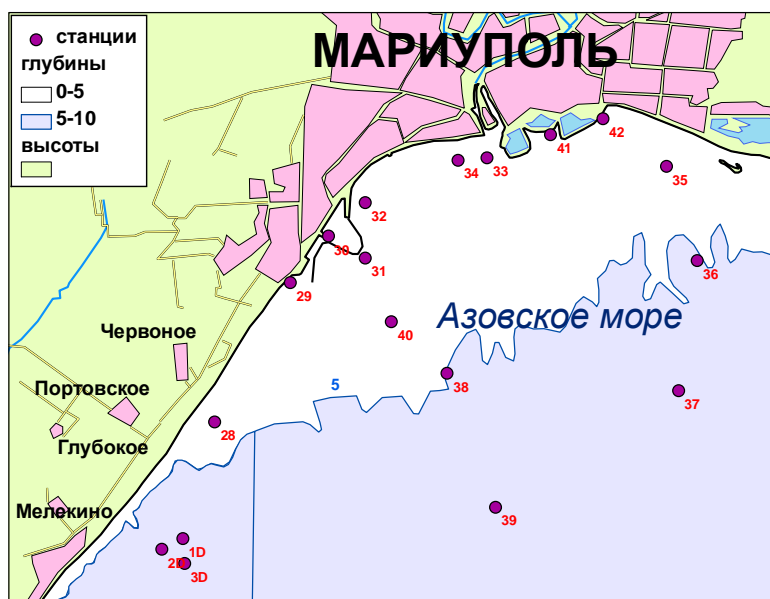 МАРИУПОЛЬ
станции
глубины
0-5
5-10
высоты
42
41
33
34
35
32
30
31
36
29
Азовское море
40
Червоное
38
5
Портовское
37
28
Глубокое
Мелекино
39
1D
2D
3D